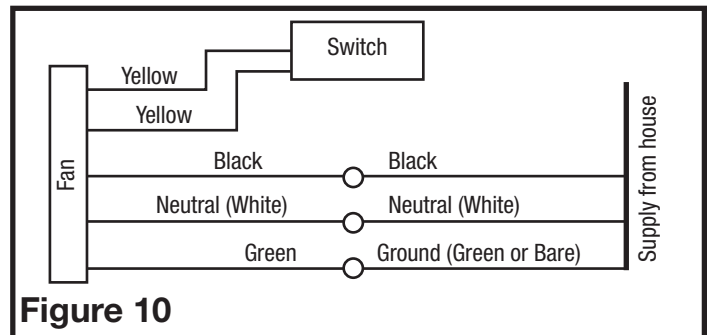 Switch
Yellow
Yellow
Fan
Black Black
Neutral (White) Neutral (White)
Green Ground (Green or Bare)
Supply from house
Figure 10